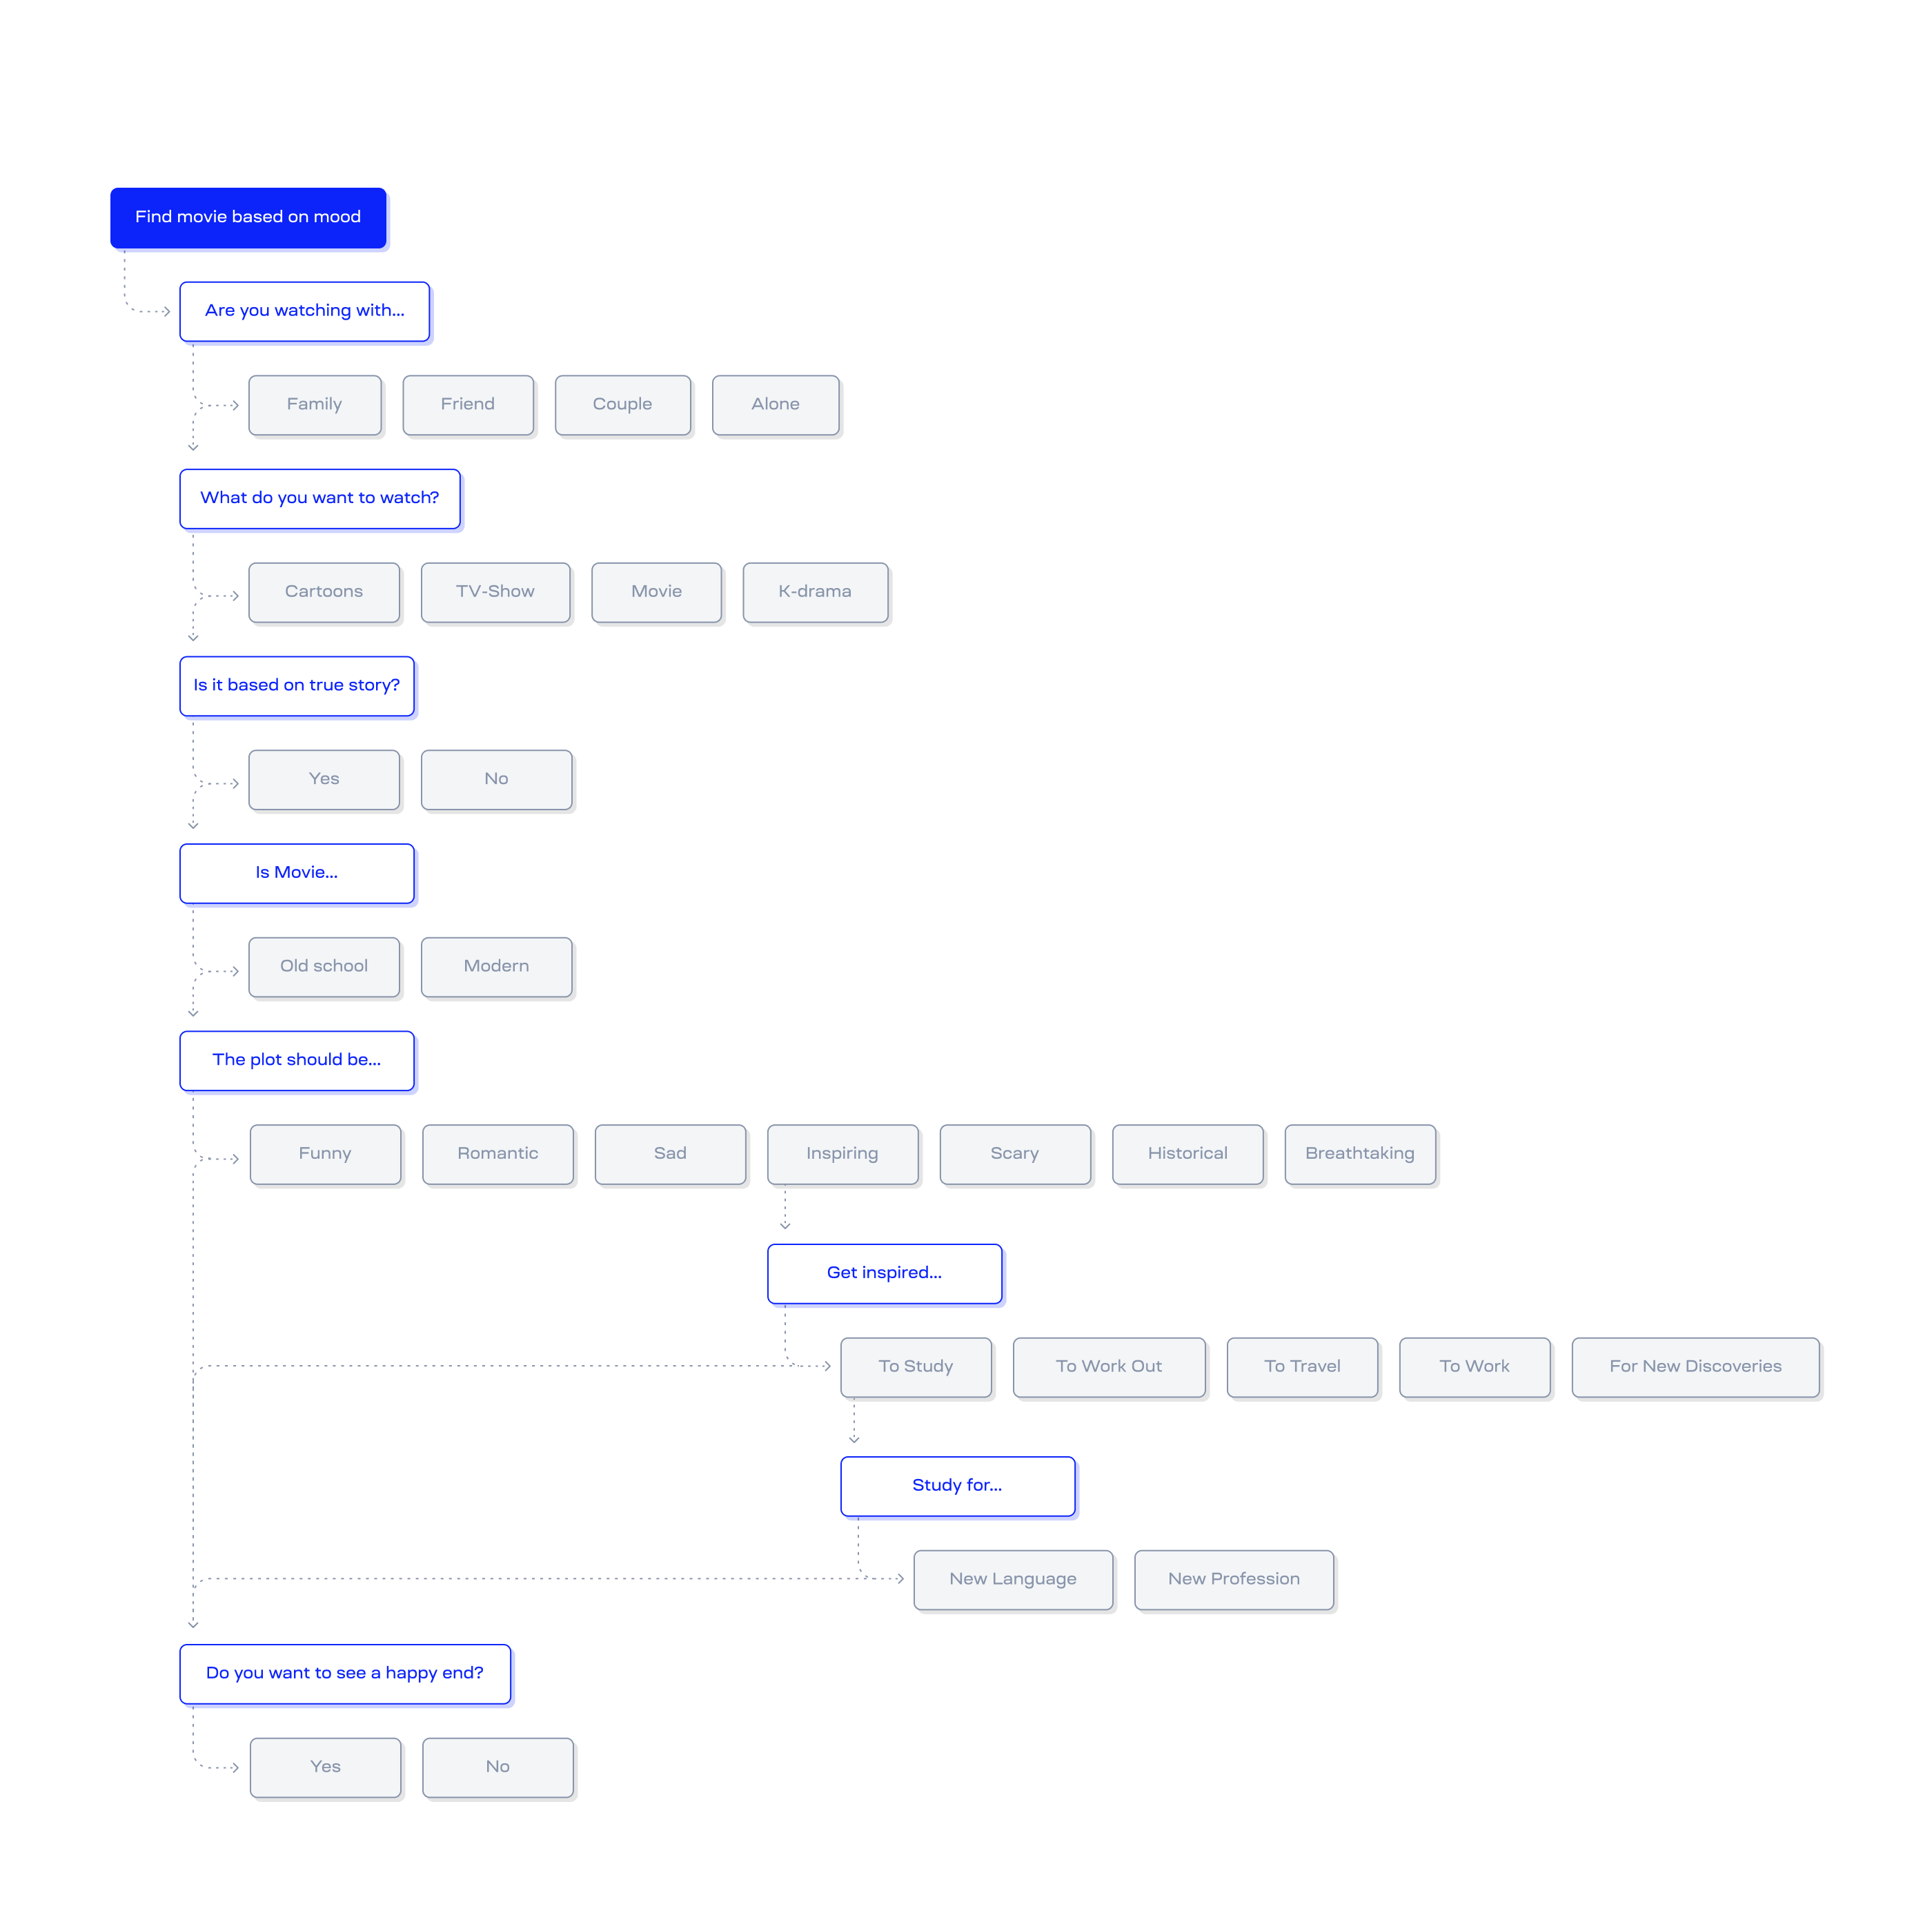 Find movie based on mood
Are you watching with...
Family
Friend
Couple
Alone
What do you want to watch?
Cartoons
TV-Show
Movie
K-drama
Is it based on true story?
Yes
No
Is Movie...
Old school
Modern
The plot should be...
Funny
Romantic
Sad
Inspiring
Scary
Historical
Breathtaking
Get inspired...
To Study
To Work Out
To Travel
To Work
For New Discoveries
Study for...
New Language
New Profession
Do you want to see a happy end?
Yes
No